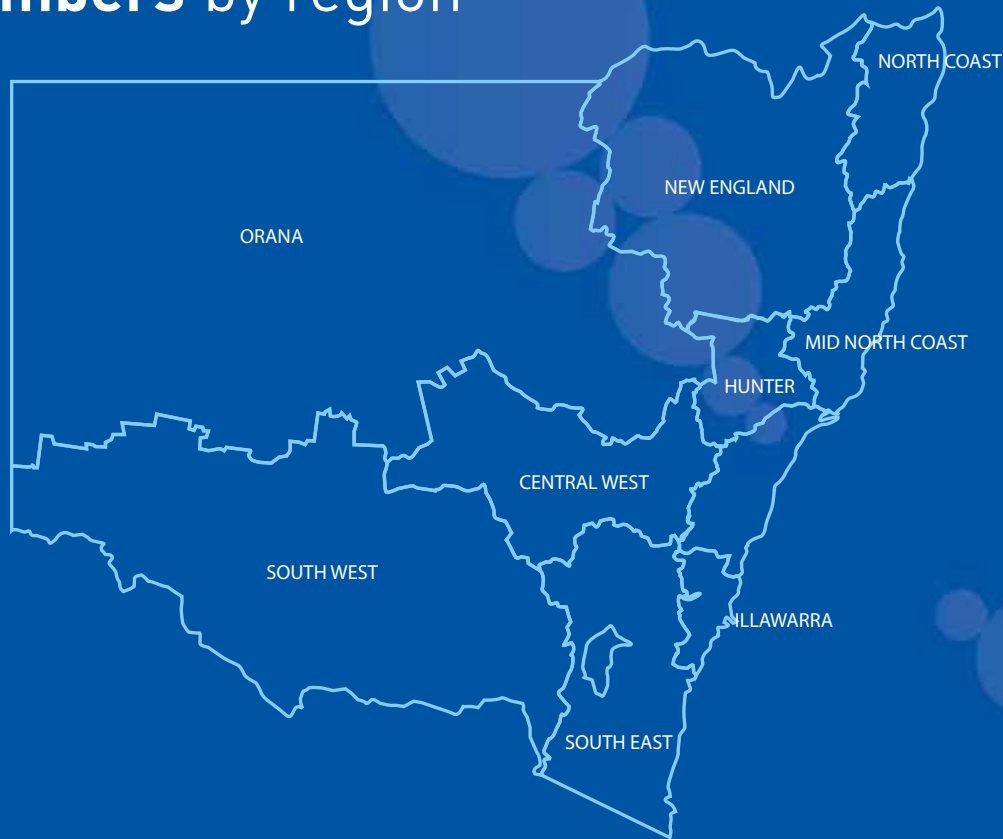 by region
NORTH COAST
NEW ENGLAND
ORANA
MID NORTH COAST
HUNTER
CENTRAL WEST
SOUTH WEST
ILLAWARRA
SOUTH EAST